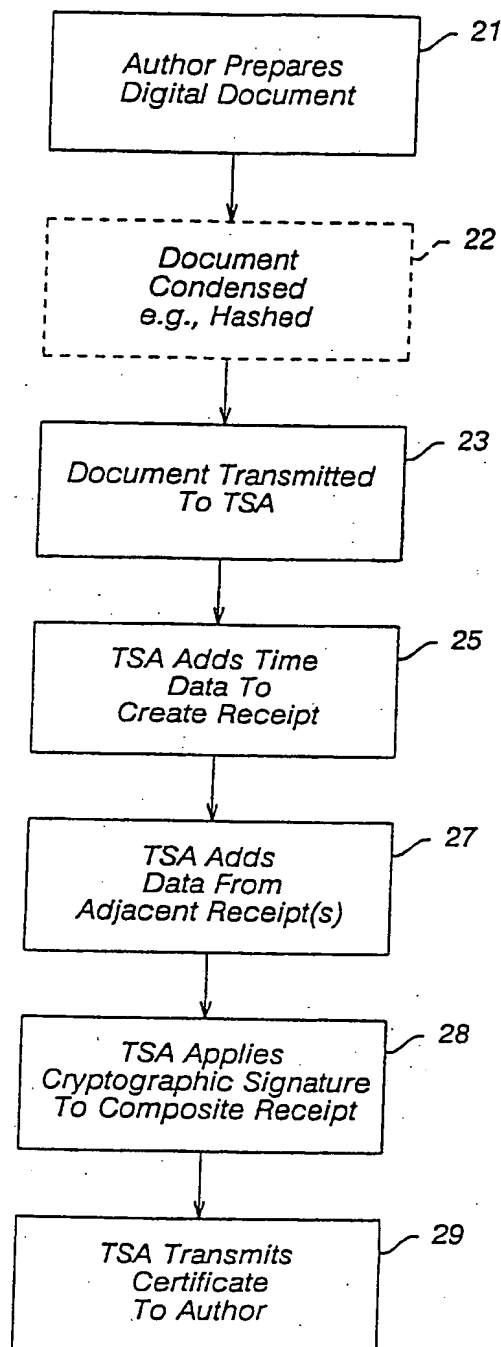 21
Author Prepares
Digital Document
22
Document
Condensed
e.g., Hashed
23
Document Transmitted
To TSA
25
TSA Adds Time
Data To
Create Receipt
27
TSA Adds
Data From
Adjacent Receipt(s)
28
TSA Applies
Cryptographic Signature
To Composite Receipt
29
TSA Transmits
Certificate
To Author